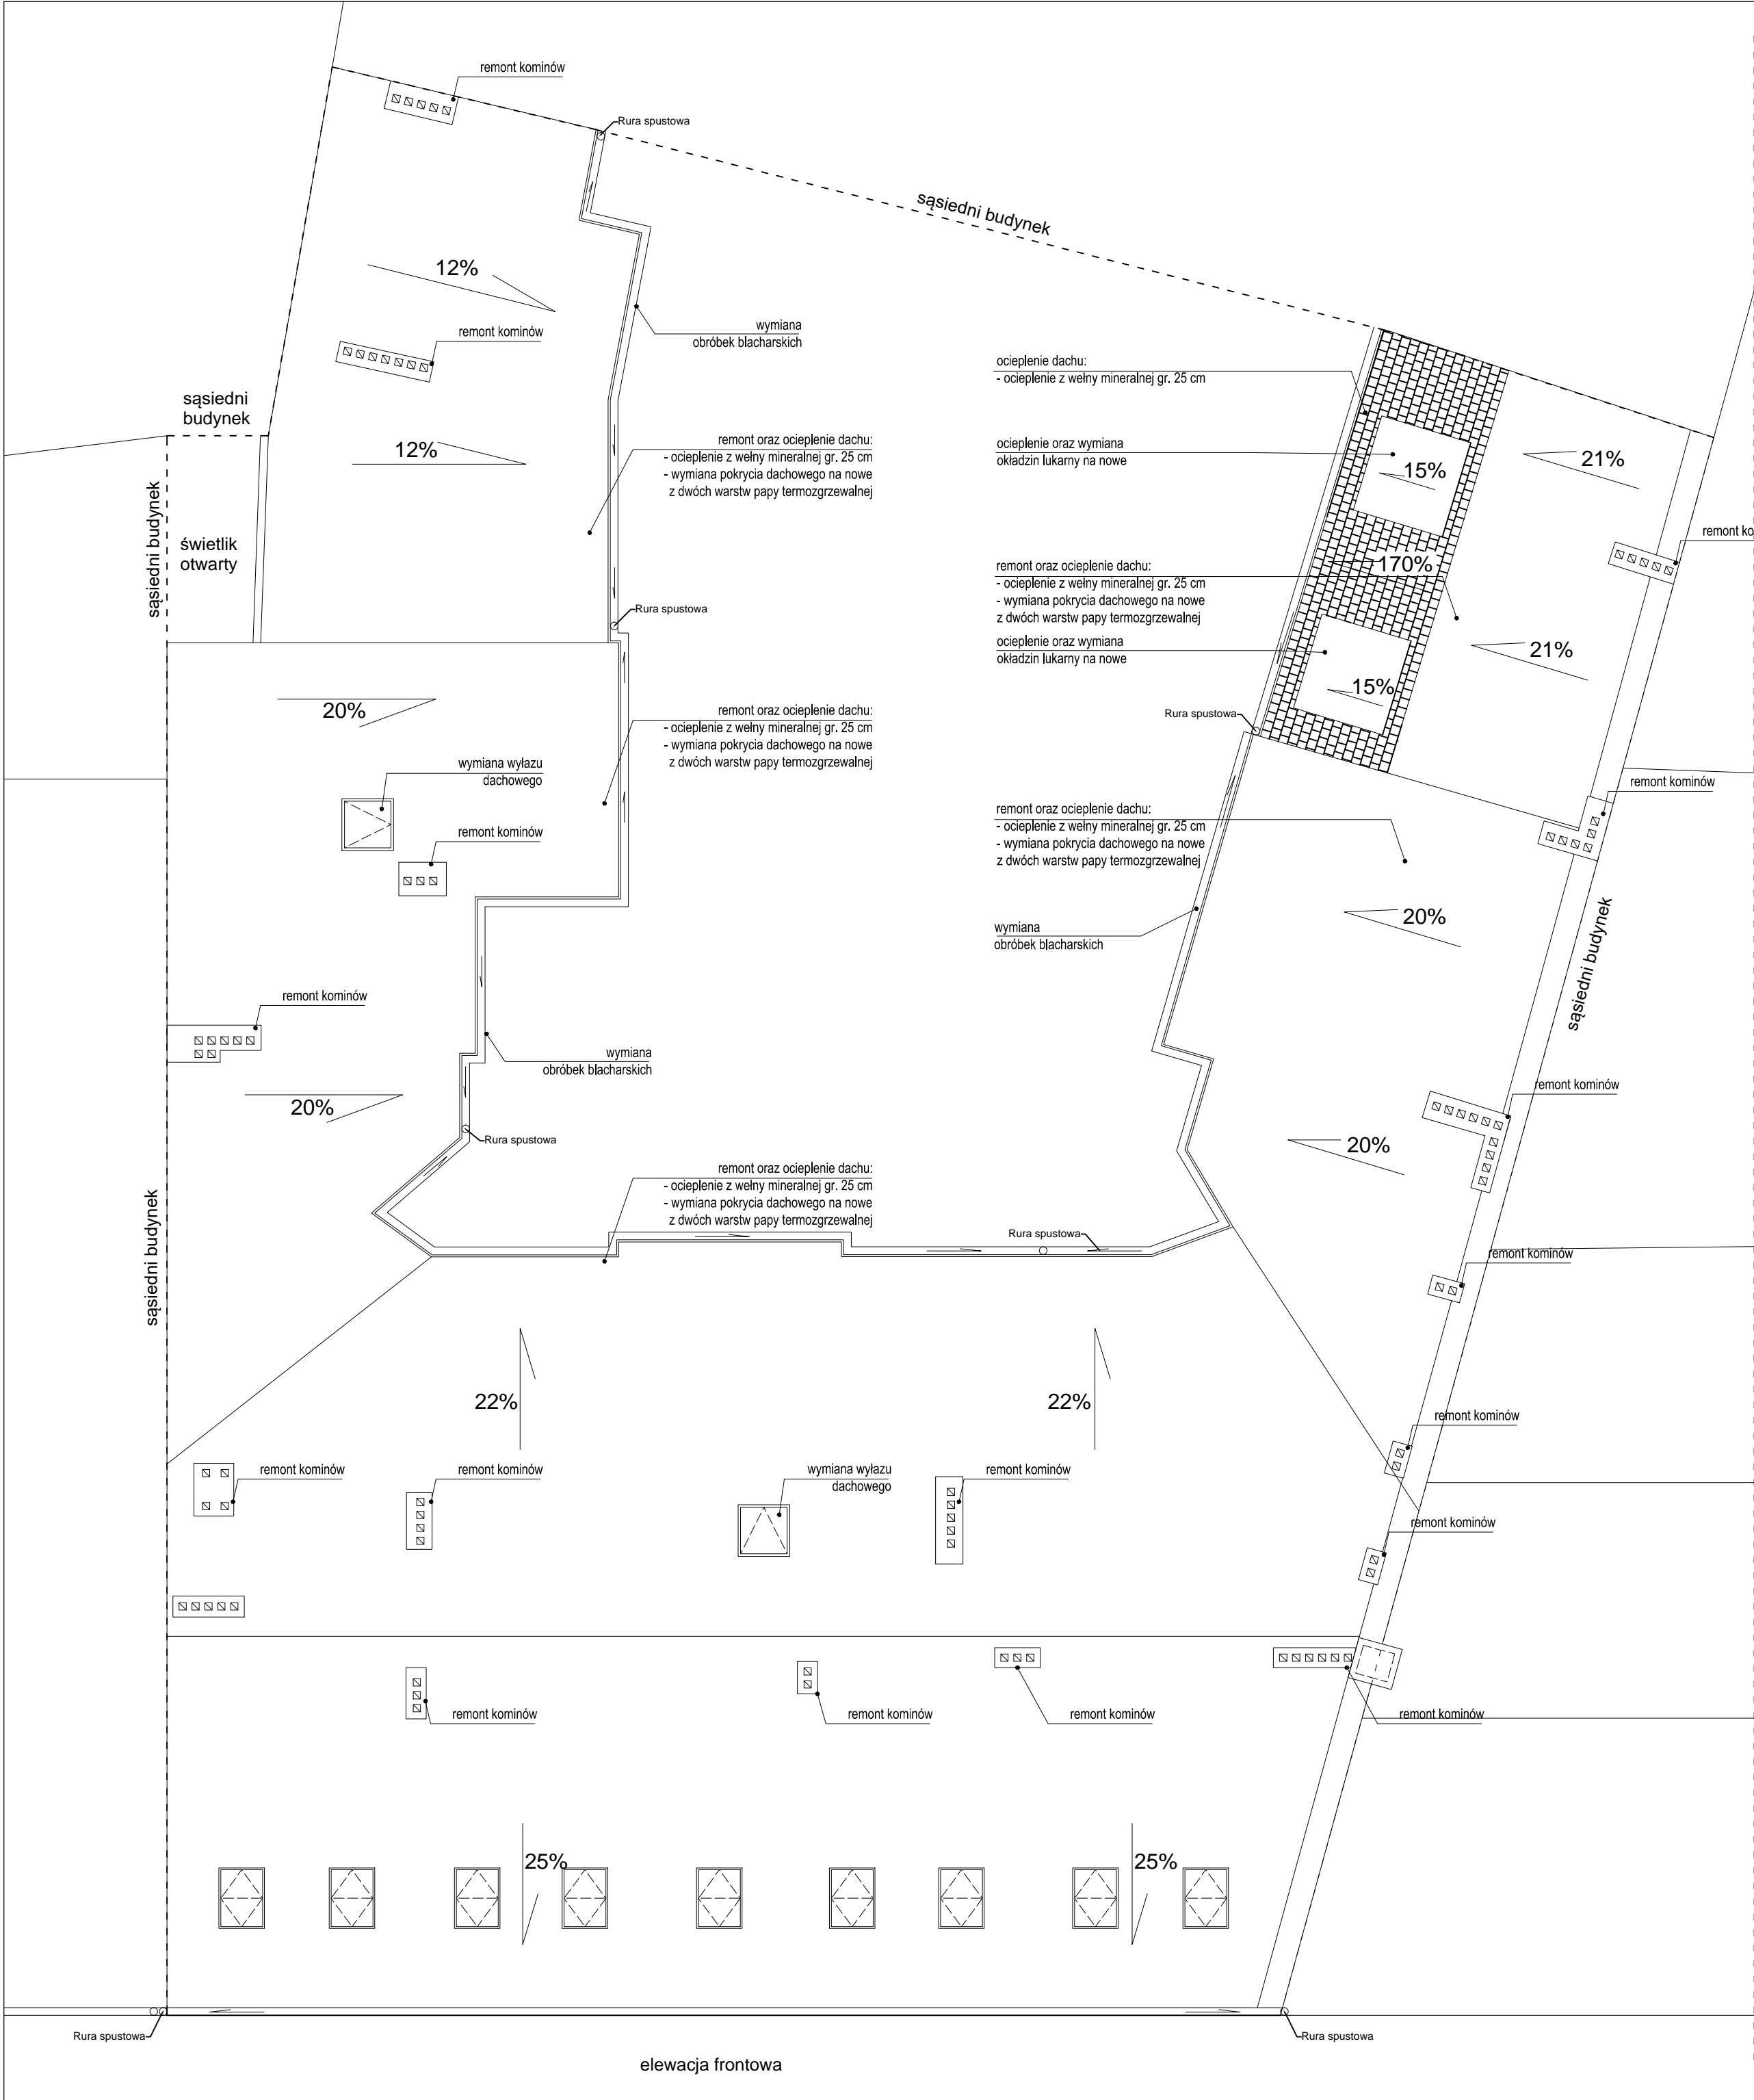 remont kominów
Rura spustowa
sąsiedni budynek
12%
remont kominów
wymiana
obróbek blacharskich
sąsiedni
budynek
12%
remont oraz ocieplenie dachu:
- ocieplenie z wełny mineralnej gr. 25 cm
- wymiana pokrycia dachowego na nowe
z dwóch warstw papy termozgrzewalnej
ocieplenie dachu:
- ocieplenie z wełny mineralnej gr. 25 cm
ocieplenie oraz wymiana
okładzin lukarny na nowe
15%
21%
sąsiedni budynek
świetlik
otwarty
remont ko
170%
remont oraz ocieplenie dachu:
- ocieplenie z wełny mineralnej gr. 25 cm
- wymiana pokrycia dachowego na nowe
z dwóch warstw papy termozgrzewalnej
Rura spustowa
ocieplenie oraz wymiana
okładzin lukarny na nowe
21%
15%
20%
remont oraz ocieplenie dachu:
- ocieplenie z wełny mineralnej gr. 25 cm
- wymiana pokrycia dachowego na nowe
z dwóch warstw papy termozgrzewalnej
Rura spustowa
wymiana wyłazu
dachowego
remont kominów
remont kominów
remont oraz ocieplenie dachu:
- ocieplenie z wełny mineralnej gr. 25 cm
- wymiana pokrycia dachowego na nowe
z dwóch warstw papy termozgrzewalnej
20%
wymiana
obróbek blacharskich
sąsiedni budynek
remont kominów
wymiana
obróbek blacharskich
remont kominów
20%
Rura spustowa
20%
remont oraz ocieplenie dachu:
- ocieplenie z wełny mineralnej gr. 25 cm
- wymiana pokrycia dachowego na nowe
z dwóch warstw papy termozgrzewalnej
sąsiedni budynek
Rura spustowa
remont kominów
22%
22%
remont kominów
remont kominów
remont kominów
wymiana wyłazu
dachowego
remont kominów
remont kominów
remont kominów
remont kominów
remont kominów
remont kominów
25%
25%
Rura spustowa
Rura spustowa
elewacja frontowa